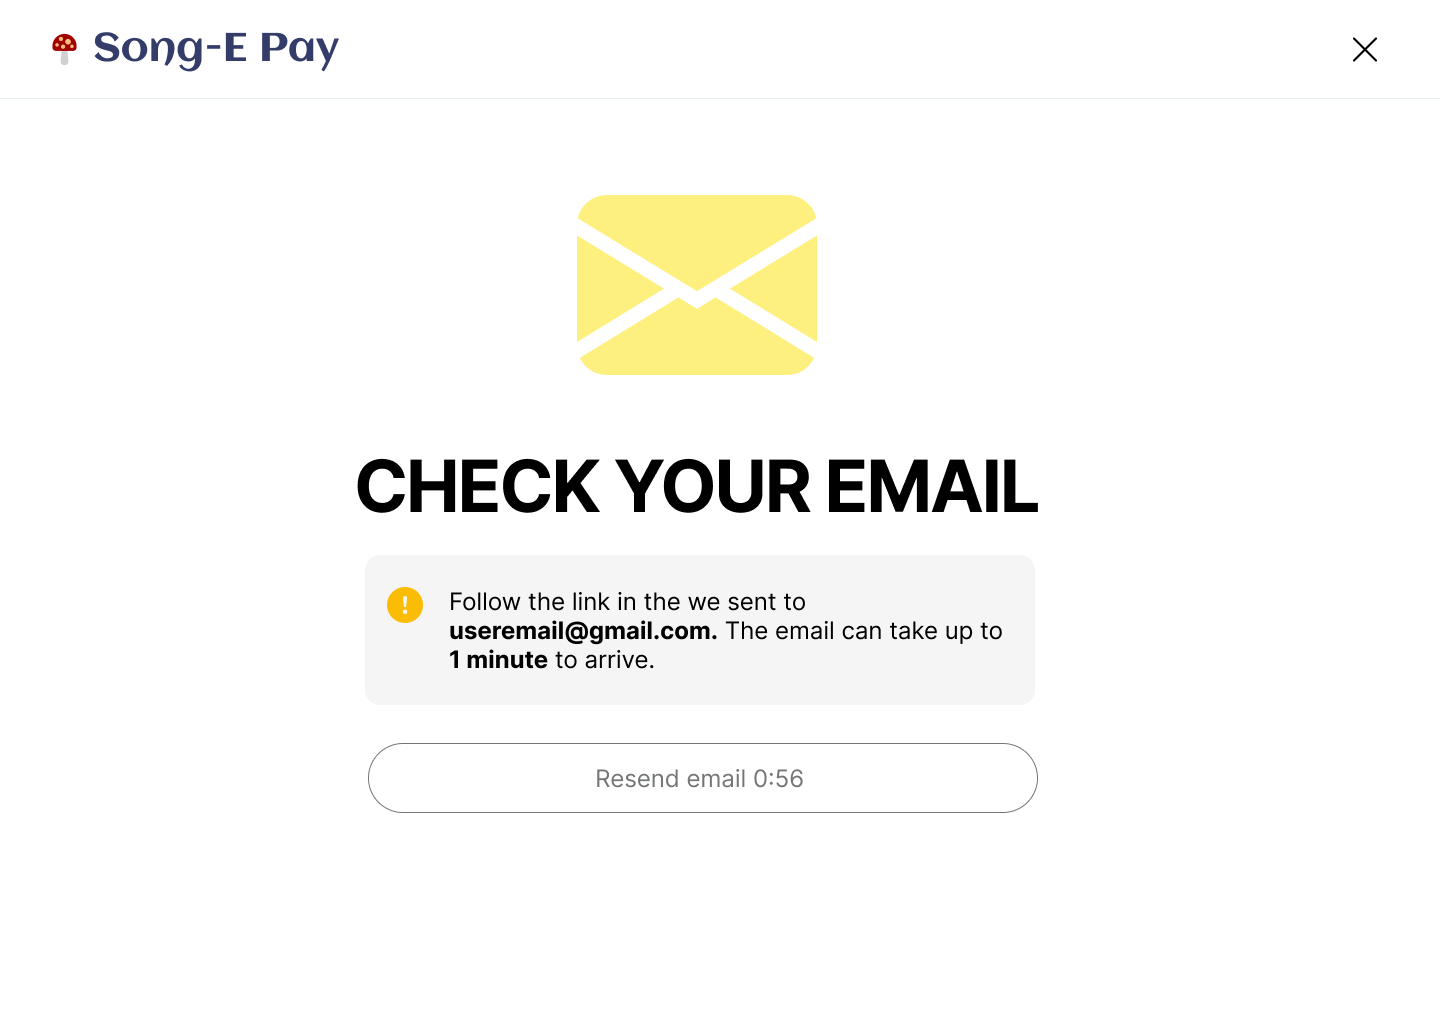 Song-E Pay
CHECK YOUR EMAIL
Follow the link in the we sent to
useremail@gmail.com. The email can take up to
1 minute to arrive.
Resend email 0:56